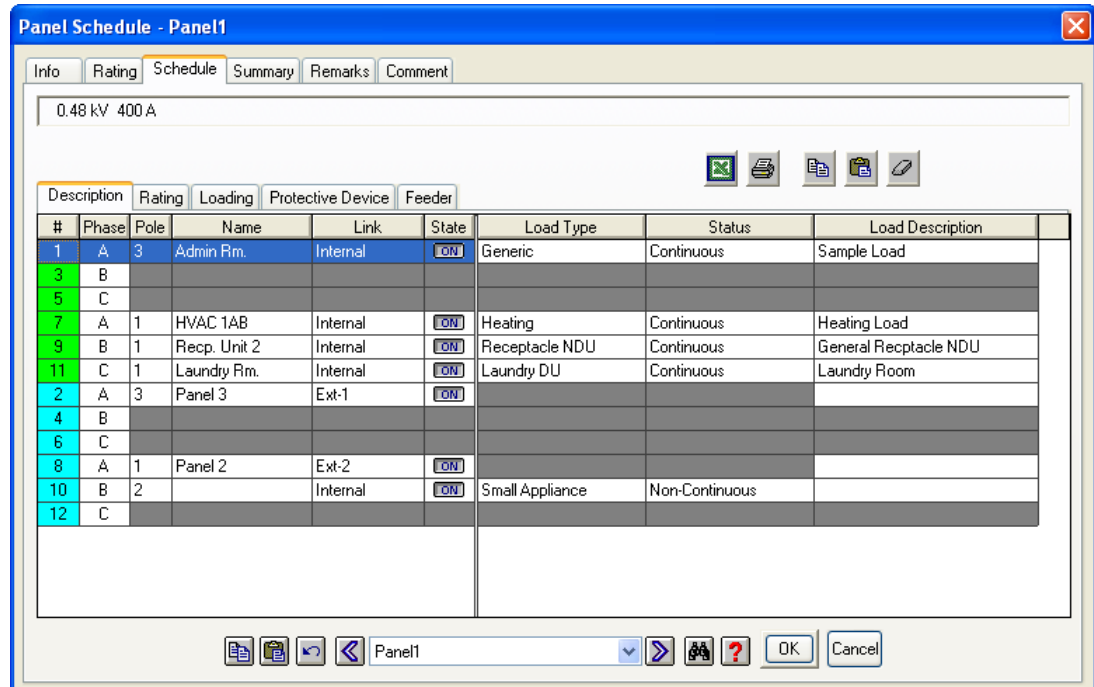 Panel Schedule - Panel1
Info Rating Schedule Summary Remarks Comment
0.48 kV 400 A
Description Rating Loading Protective Device Feeder
# Phase Pole Name Link State Load Type Status Load Description
1 A 3 Admin Rm. Internal ON Generic Continuous Sample Load
3 B
5 C
7 A 1 HVAC 1AB Internal ON Heating Continuous Heating Load
9 B 1 Recp. Unit 2 Internal ON Receptacle NDU Continuous General Recptacle NDU
11 C 1 Laundry Rm. Internal ON Laundry DU Continuous Laundry Room
2 A 3 Panel 3 Ext-1 ON
4 B
6 C
8 A 1 Panel 2 Ext-2 ON
10 B 2 Internal ON Small Appliance Non-Continuous
12 C
Panel1 ? OK Cancel